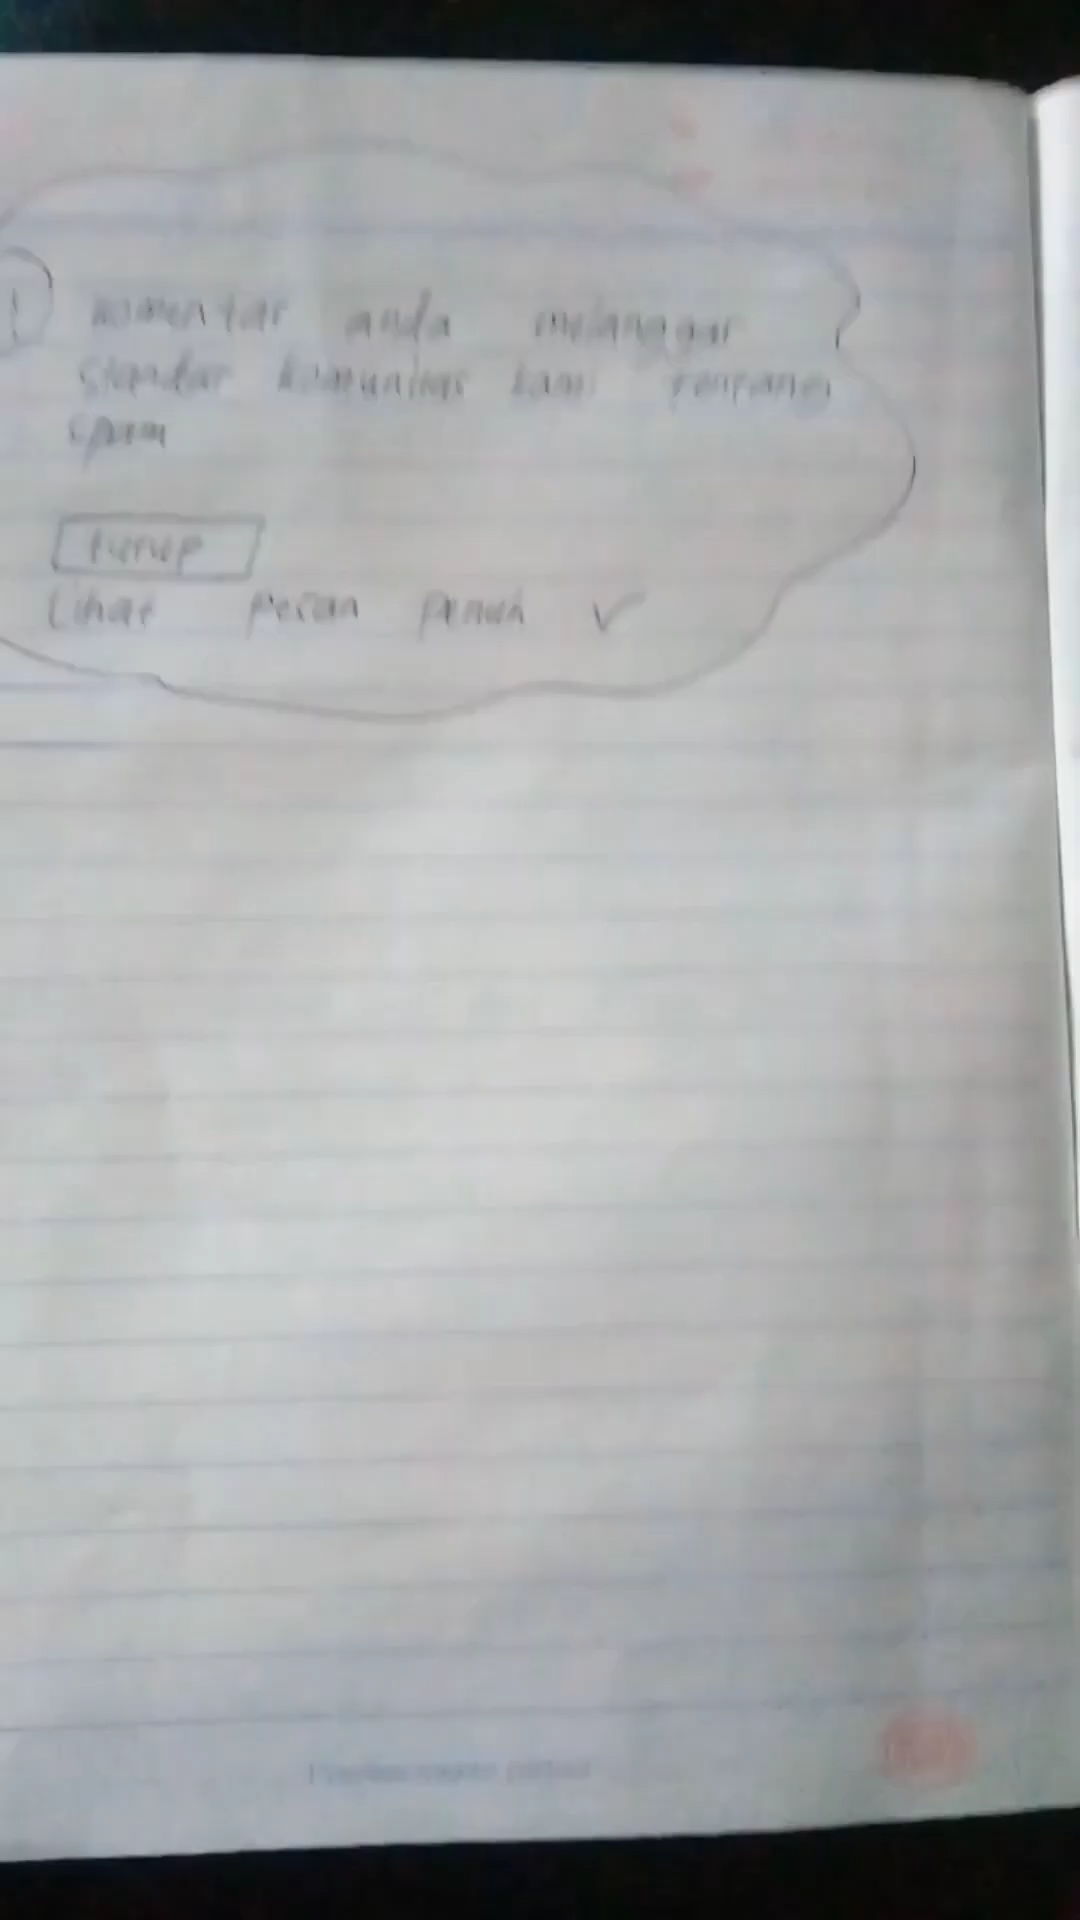 !
komentar anda melanggar
standar komunitas kami tentang
spam
tutup
Lihat pesan penuh